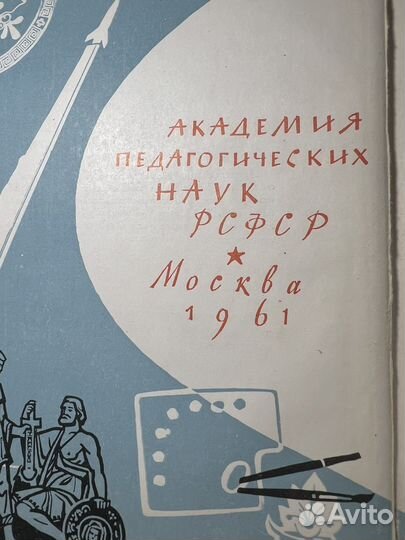 АКАДЕМИЯ
ПЕДАГОГИЧЕСКИХ
НАУК
РСФСР
Москва
1961
Avito